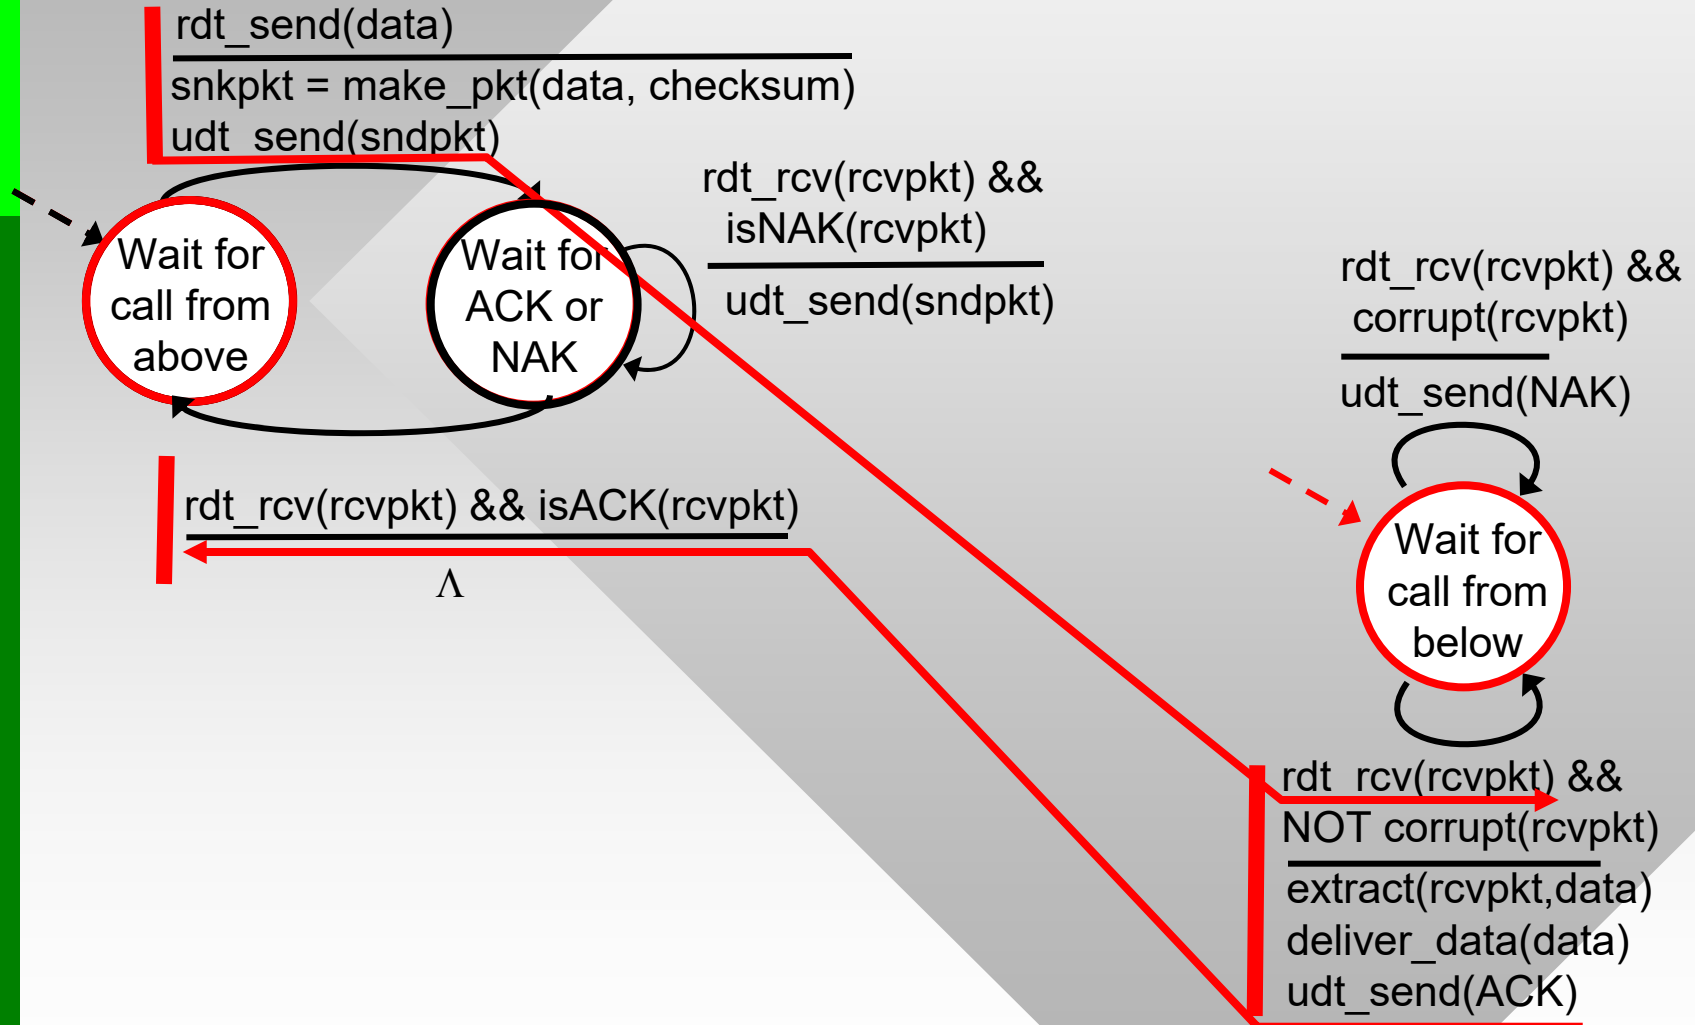 rdt_send(data)
snkpkt = make_pkt(data, checksum)
udt_send(sndpkt)
rdt_rcv(rcvpkt) &&
isNAK(rcvpkt)
udt_send(sndpkt)
Wait for
call from
above
Wait for
ACK or
NAK
rdt_rcv(rcvpkt) && isACK(rcvpkt)
Λ
rdt_rcv(rcvpkt) &&
corrupt(rcvpkt)
udt_send(NAK)
Wait for
call from
below
rdt_rcv(rcvpkt) &&
NOT corrupt(rcvpkt)
extract(rcvpkt,data)
deliver_data(data)
udt_send(ACK)